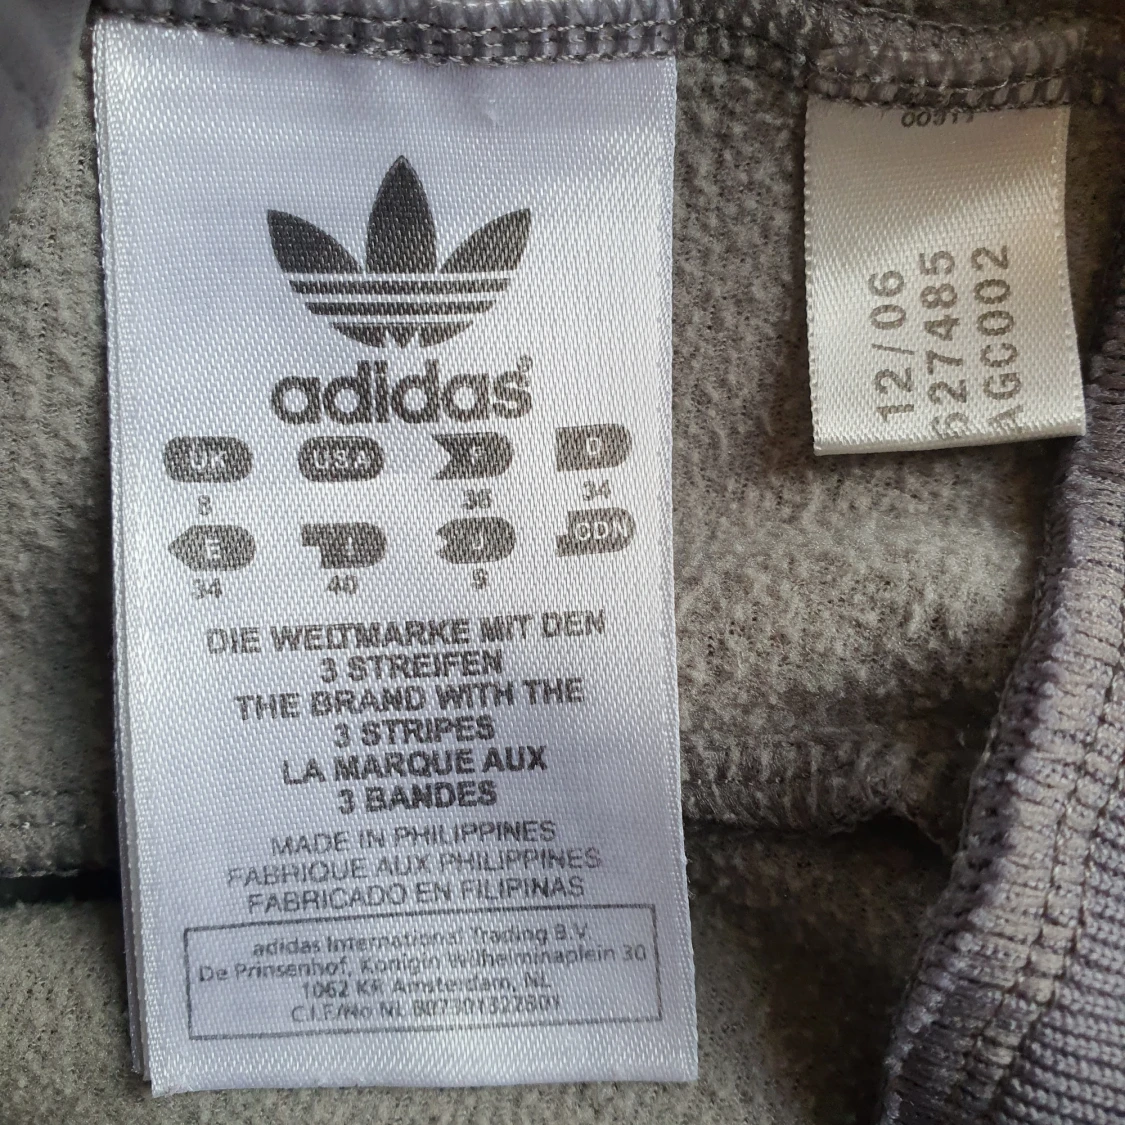 adidas
UK USA F D
36 34
E I J CDN
34 40 S
DIE WELTMARKE MIT DEN
3 STREIFEN
THE BRAND WITH THE
3 STRIPES
LA MARQUE AUX
3 BANDES
MADE IN PHILIPPINES
FABRIQUE AUX PHILIPPINES
FABRICADO EN FILIPINAS
adidas International Trading B.V.
De Prinsenhof, Konigin Wilhelminaplein 30
1062 KR Amsterdam, NL
C.I.F/No NL
12/06
627485
AGC002